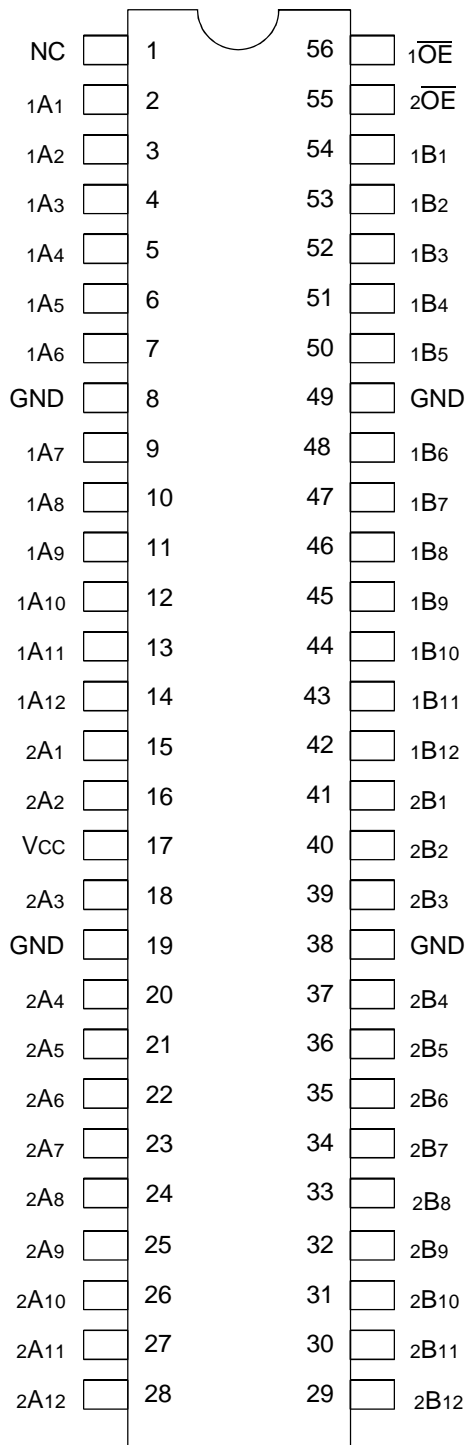 NC 1 56 1OE
1A1 2 55 2OE
1A2 3 54 1B1
1A3 4 53 1B2
1A4 5 52 1B3
1A5 6 51 1B4
1A6 7 50 1B5
GND 8 49 GND
1A7 9 48 1B6
1A8 10 47 1B7
1A9 11 46 1B8
1A10 12 45 1B9
1A11 13 44 1B10
1A12 14 43 1B11
2A1 15 42 1B12
2A2 16 41 2B1
VCC 17 40 2B2
2A3 18 39 2B3
GND 19 38 GND
2A4 20 37 2B4
2A5 21 36 2B5
2A6 22 35 2B6
2A7 23 34 2B7
2A8 24 33 2B8
2A9 25 32 2B9
2A10 26 31 2B10
2A11 27 30 2B11
2A12 28 29 2B12